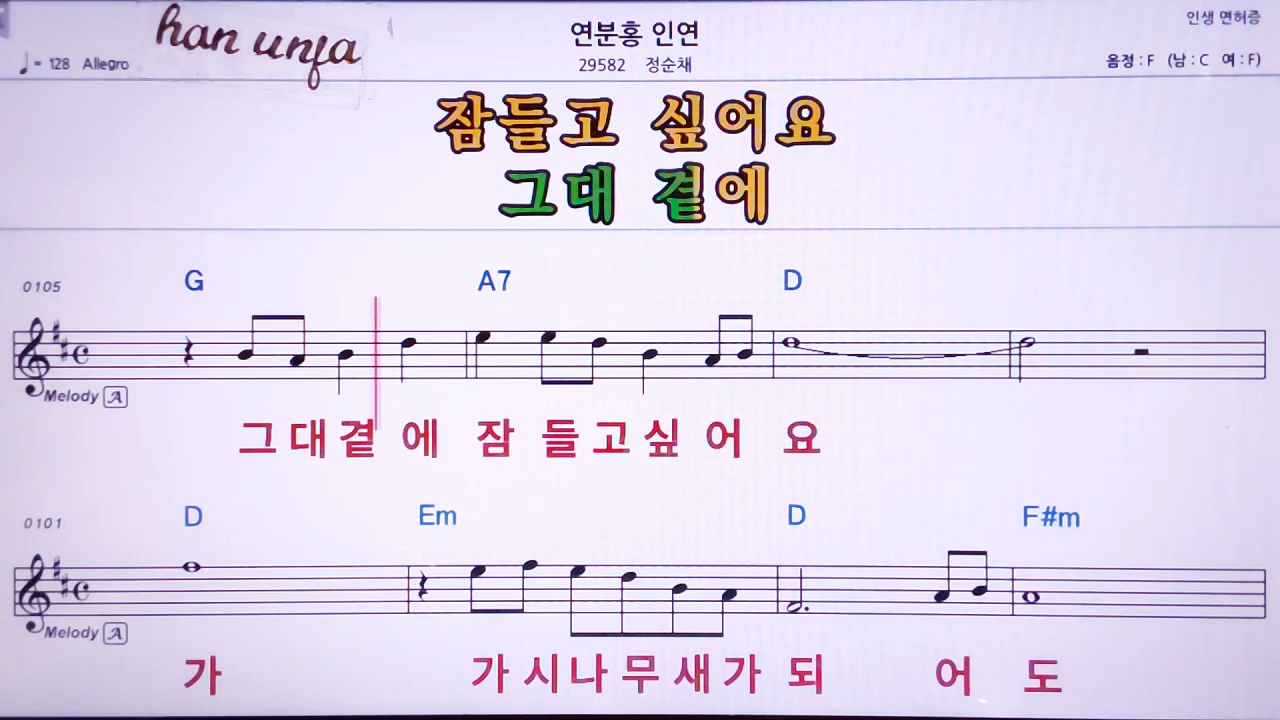 han unfa
연분홍 인연
인생 면허증
♩ = 128 Allegro
29582 정순채
음정 : F (남 : C 여 : F)
잠들고 싶어요
그대 곁에
0105
G A7 D
Melody A
그 대 곁 에 잠 들 고 싶 어 요
0101
D Em D F#m
Melody A
가 가 시 나 무 새 가 되 어 도